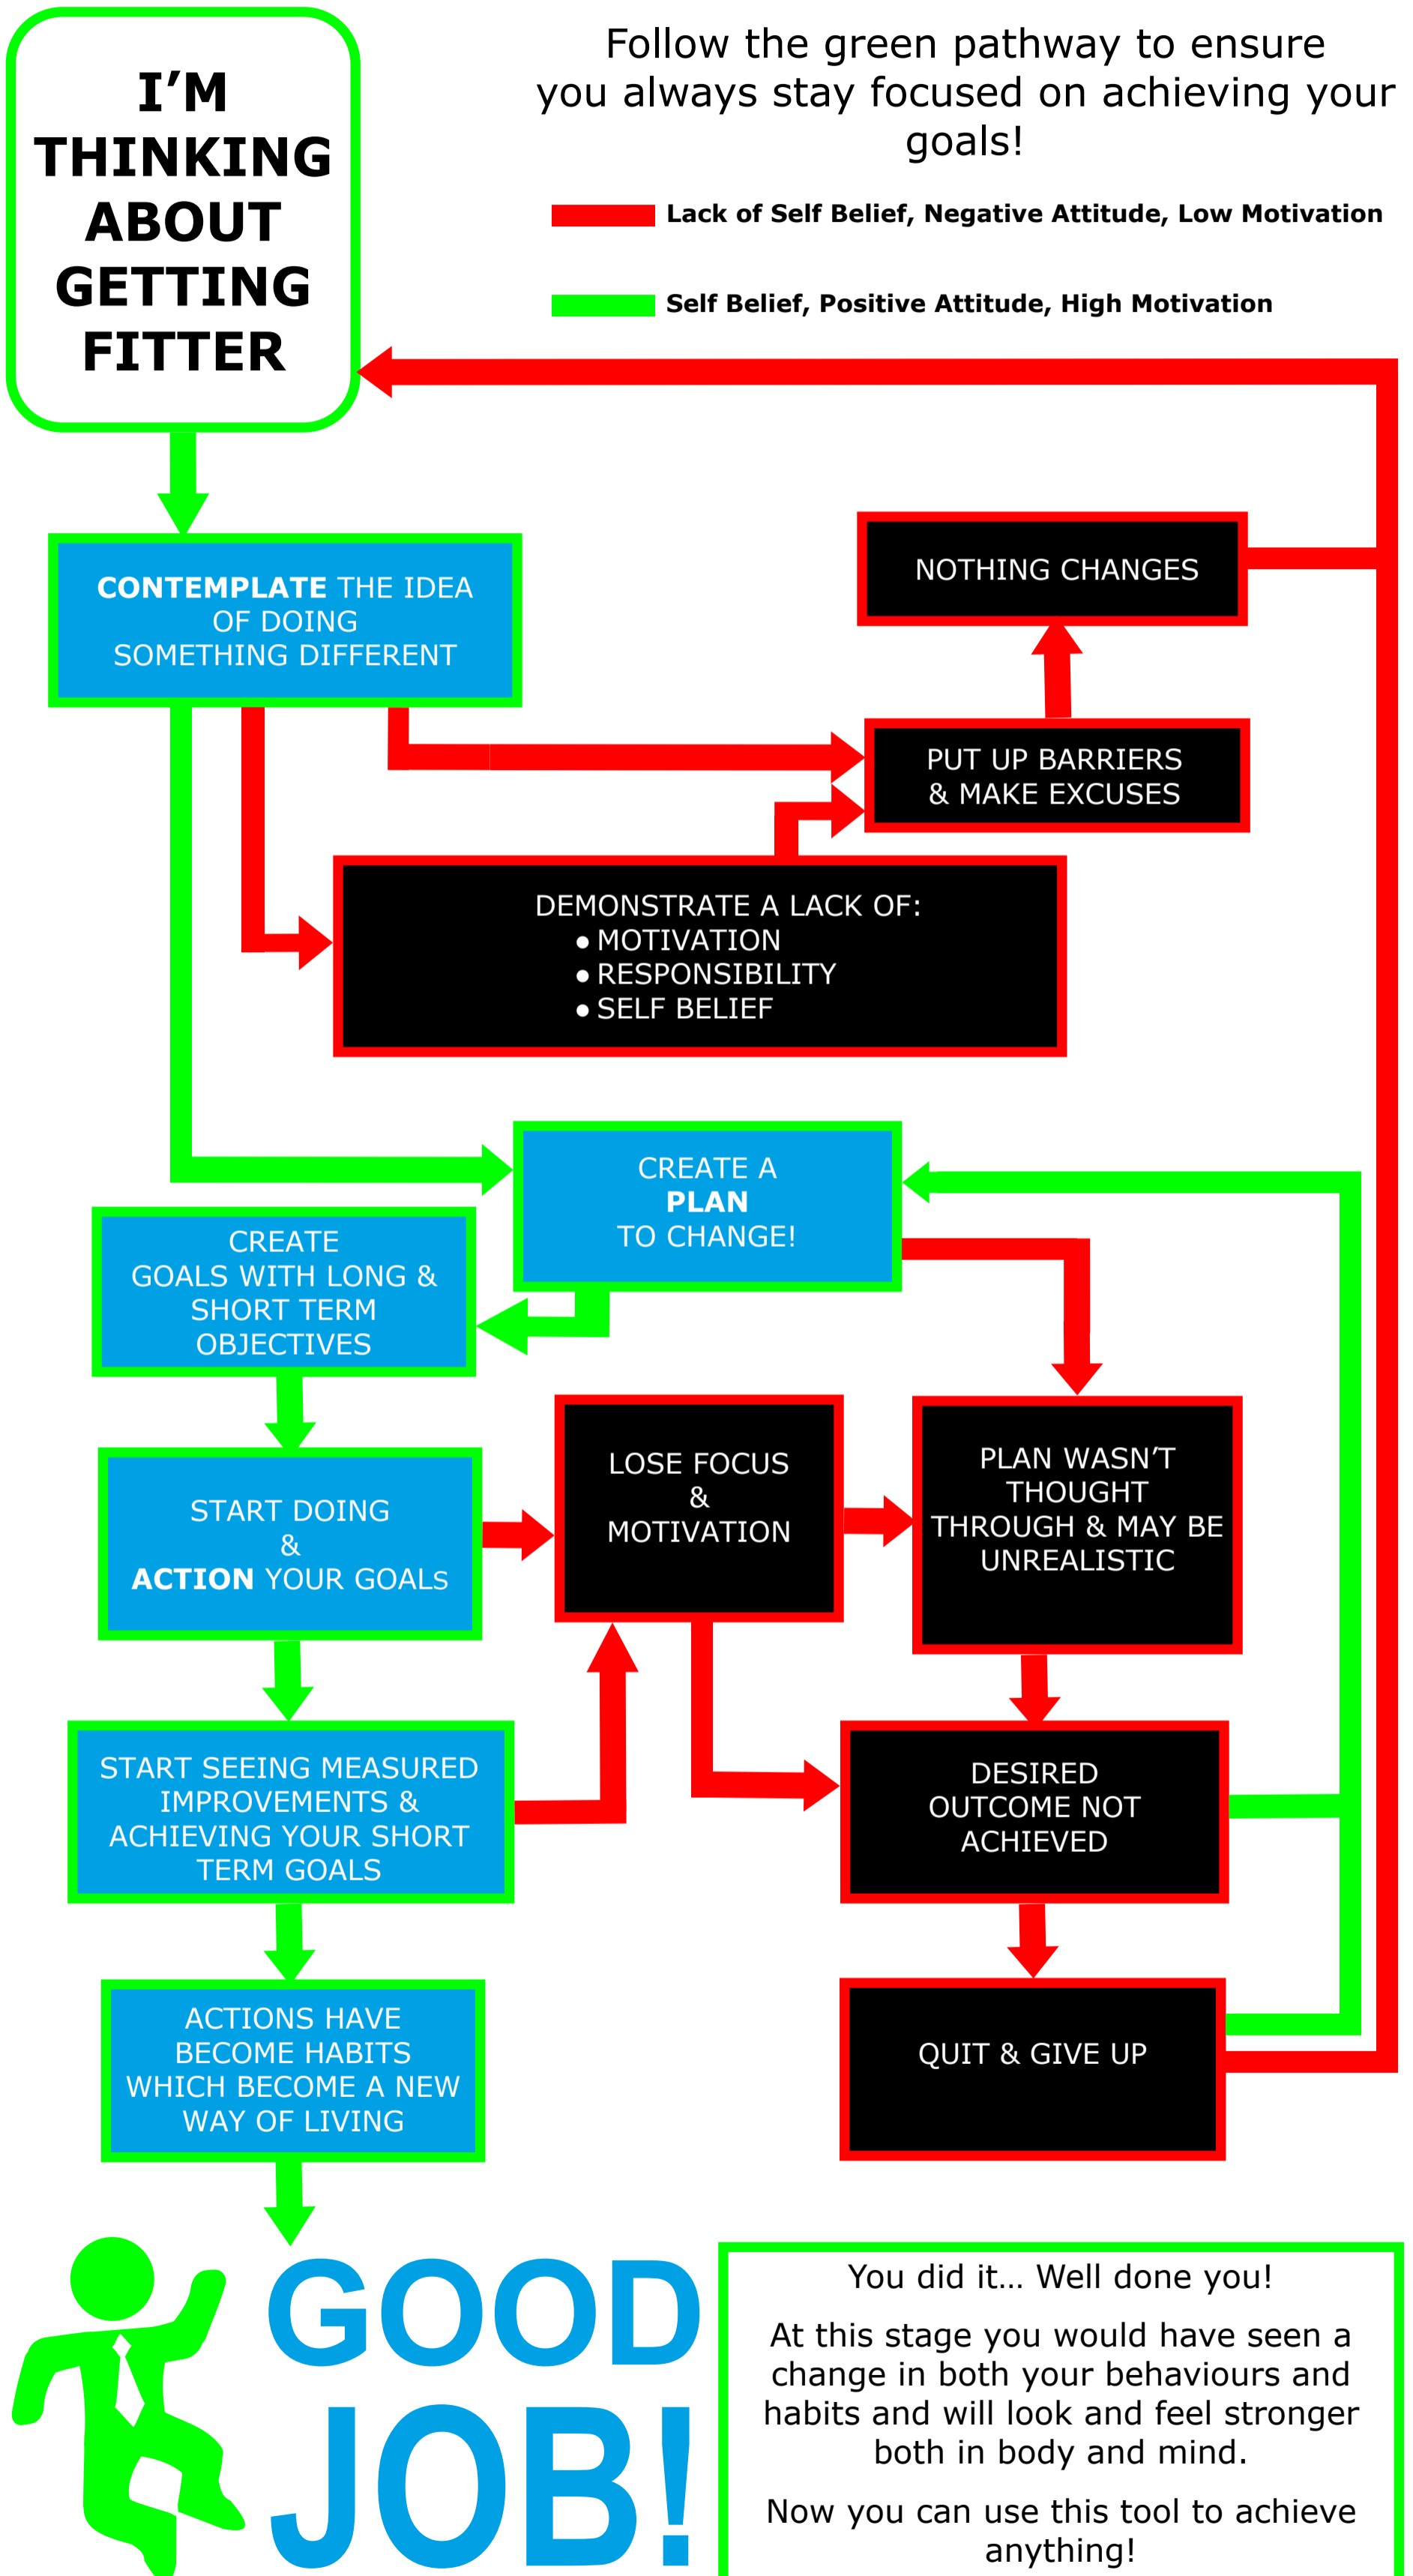 I’M
THINKING
ABOUT
GETTING
FITTER
Follow the green pathway to ensure
you always stay focused on achieving your
goals!
Lack of Self Belief, Negative Attitude, Low Motivation
Self Belief, Positive Attitude, High Motivation
CONTEMPLATE THE IDEA
OF DOING
SOMETHING DIFFERENT
NOTHING CHANGES
PUT UP BARRIERS
& MAKE EXCUSES
DEMONSTRATE A LACK OF:
● MOTIVATION
● RESPONSIBILITY
● SELF BELIEF
CREATE A
PLAN
TO CHANGE!
CREATE
GOALS WITH LONG &
SHORT TERM
OBJECTIVES
START DOING
&
ACTION YOUR GOALS
LOSE FOCUS
&
MOTIVATION
PLAN WASN’T
THOUGHT
THROUGH & MAY BE
UNREALISTIC
START SEEING MEASURED
IMPROVEMENTS &
ACHIEVING YOUR SHORT
TERM GOALS
DESIRED
OUTCOME NOT
ACHIEVED
ACTIONS HAVE
BECOME HABITS
WHICH BECOME A NEW
WAY OF LIVING
QUIT & GIVE UP
GOOD
JOB!
You did it… Well done you!
At this stage you would have seen a
change in both your behaviours and
habits and will look and feel stronger
both in body and mind.
Now you can use this tool to achieve
anything!